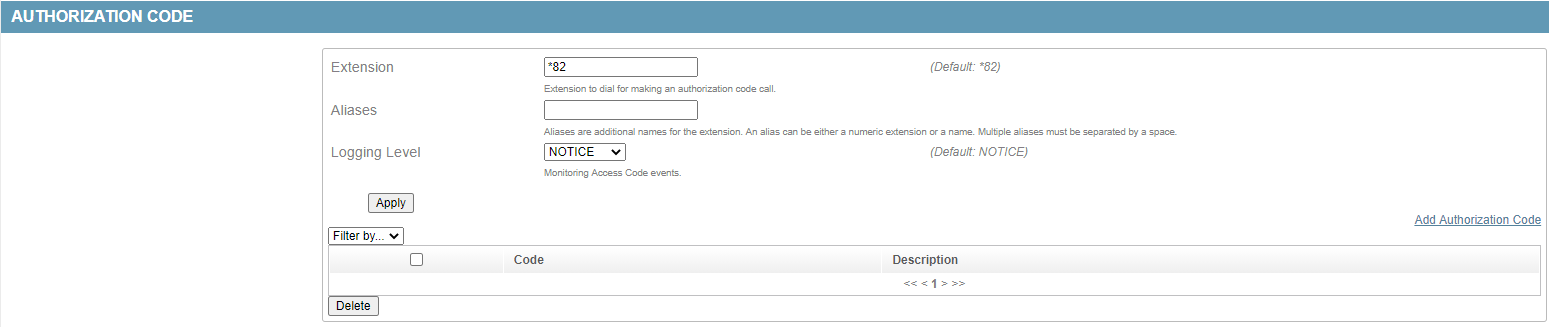 AUTHORIZATION CODE
Extension *82 (Default: *82)
Extension to dial for making an authorization code call.
Aliases
Aliases are additional names for the extension. An alias can be either a numeric extension or a name. Multiple aliases must be separated by a space.
Logging Level NOTICE (Default: NOTICE)
Monitoring Access Code events.
Apply
Add Authorization Code
Filter by...
Code Description
<< < 1 > >>
Delete